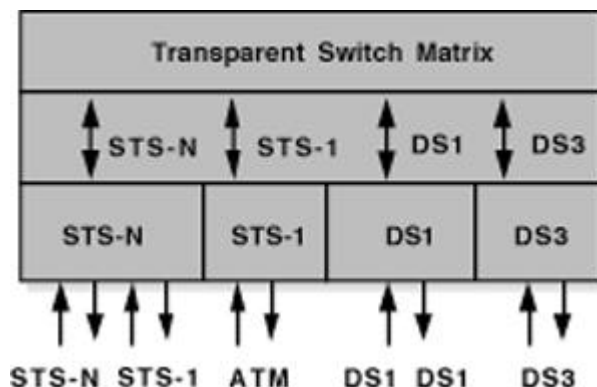 Transparent Switch Matrix
STS-N STS-1 DS1 DS3
STS-N STS-1 DS1 DS3
STS-N STS-1 ATM DS1 DS1 DS3